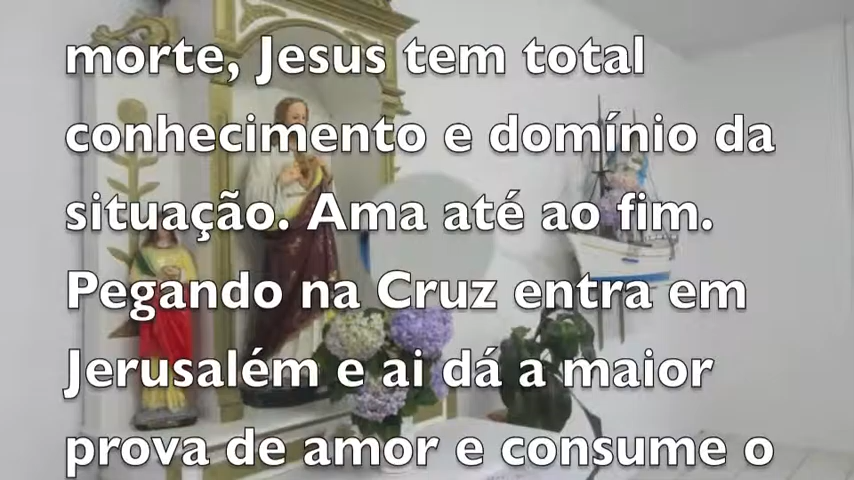 morte, Jesus tem total
conhecimento e domínio da
situação. Ama até ao fim.
Pegando na Cruz entra em
Jerusalém e ai dá a maior
prova de amor e consume o